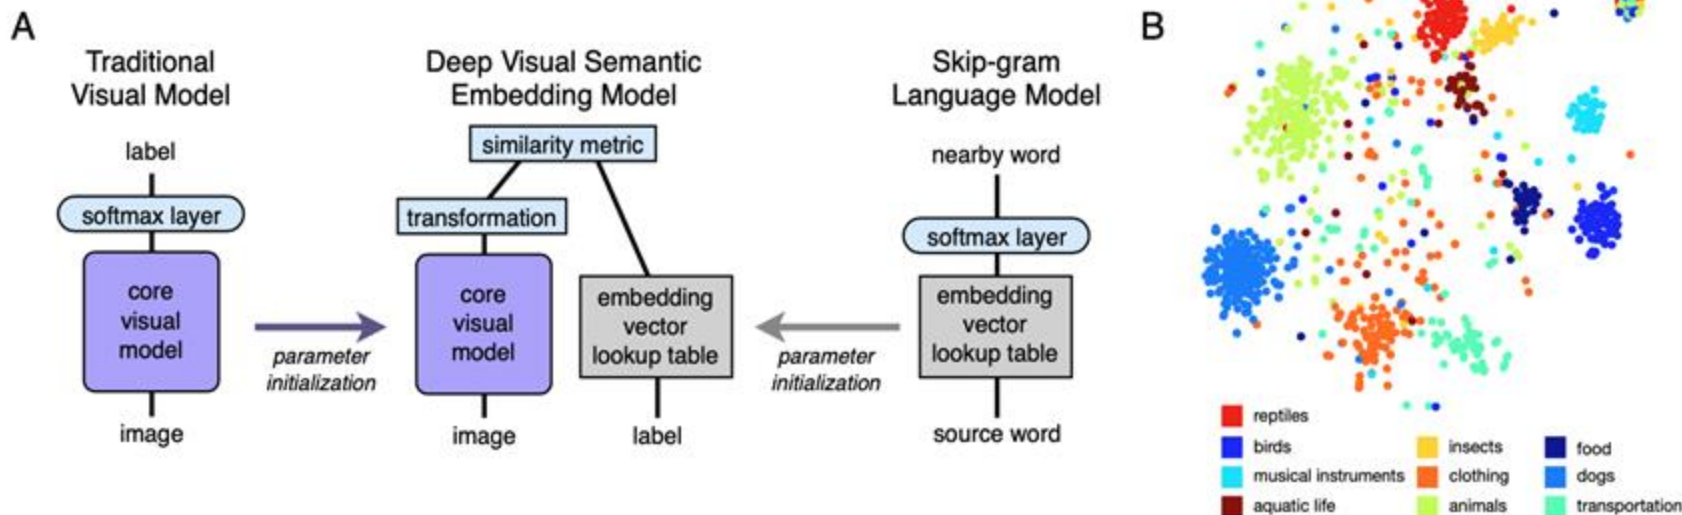 A
Traditional
Visual Model
label
softmax layer
core
visual
model
image
parameter
initialization
Deep Visual Semantic
Embedding Model
similarity metric
transformation
core
visual
model
image
embedding
vector
lookup table
label
parameter
initialization
Skip-gram
Language Model
nearby word
softmax layer
embedding
vector
lookup table
source word
B
reptiles
birds
musical instruments
aquatic life
insects
clothing
animals
food
dogs
transportation